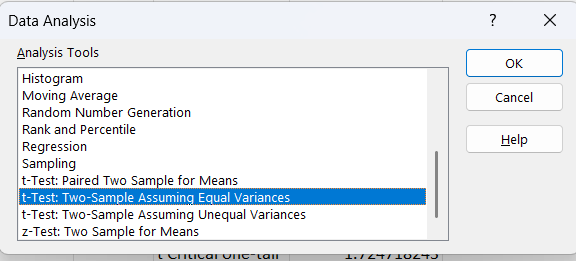 Data Analysis
?
Analysis Tools
Histogram
Moving Average
Random Number Generation
Rank and Percentile
Regression
Sampling
t-Test: Paired Two Sample for Means
t-Test: Two-Sample Assuming Equal Variances
t-Test: Two-Sample Assuming Unequal Variances
z-Test: Two Sample for Means
OK
Cancel
Help
t Critical one-tail 1.724718243